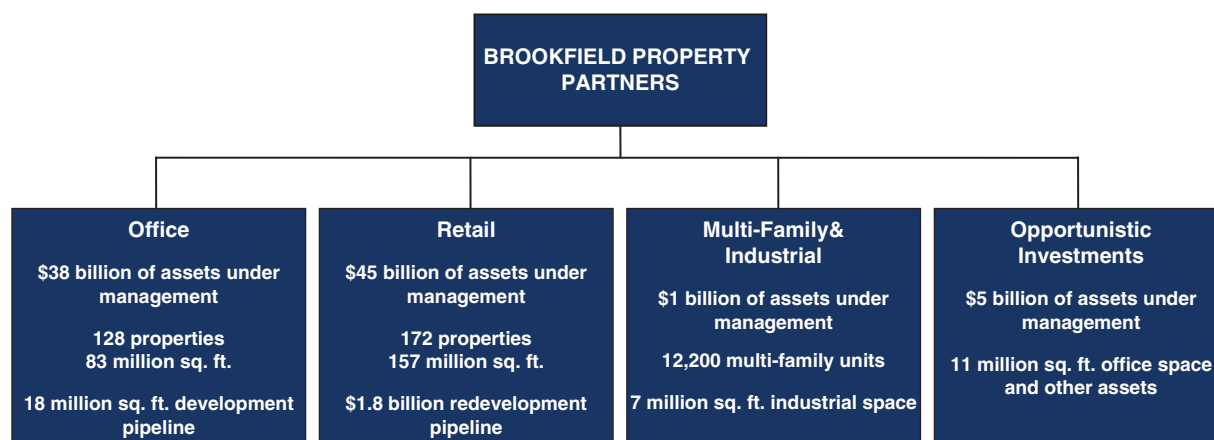 BROOKFIELD PROPERTY
PARTNERS
Office
$38 billion of assets under
management
128 properties
83 million sq. ft.
18 million sq. ft. development
pipeline
Retail
$45 billion of assets under
management
172 properties
157 million sq. ft.
$1.8 billion redevelopment
pipeline
Multi-Family&
Industrial
$1 billion of assets under
management
12,200 multi-family units
7 million sq. ft. industrial space
Opportunistic
Investments
$5 billion of assets under
management
11 million sq. ft. office space
and other assets